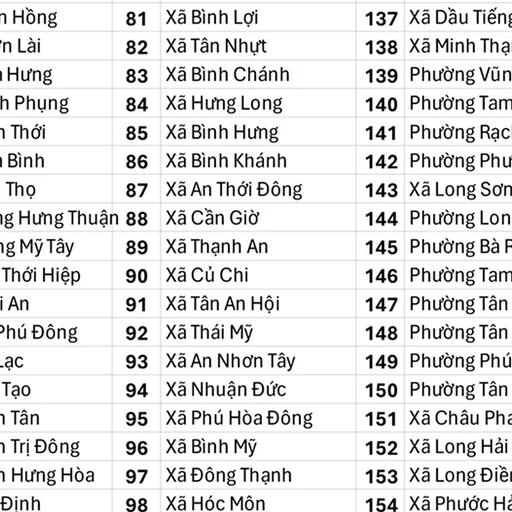 n Hồng 81 Xã Bình Lợi 137 Xã Dầu Tiếng
n Lài 82 Xã Tân Nhựt 138 Xã Minh Thạ
Hưng 83 Xã Bình Chánh 139 Phường Vũn
h Phụng 84 Xã Hưng Long 140 Phường Tam
n Thới 85 Xã Bình Hưng 141 Phường Rạc
Bình 86 Xã Bình Khánh 142 Phường Phư
Thọ 87 Xã An Thới Đông 143 Xã Long Sơn
ng Hưng Thuận 88 Xã Cần Giờ 144 Phường Lon
ng Mỹ Tây 89 Xã Thạnh An 145 Phường Bà R
Thới Hiệp 90 Xã Củ Chi 146 Phường Tam
i An 91 Xã Tân An Hội 147 Phường Tân
Phú Đông 92 Xã Thái Mỹ 148 Phường Tân
Lạc 93 Xã An Nhơn Tây 149 Phường Phú
Tạo 94 Xã Nhuận Đức 150 Phường Tân
n Tân 95 Xã Phú Hòa Đông 151 Xã Châu Pha
n Trị Đông 96 Xã Bình Mỹ 152 Xã Long Hải
n Hưng Hòa 97 Xã Đông Thạnh 153 Xã Long Điề
Định 98 Xã Hóc Môn 154 Xã Phước Hả